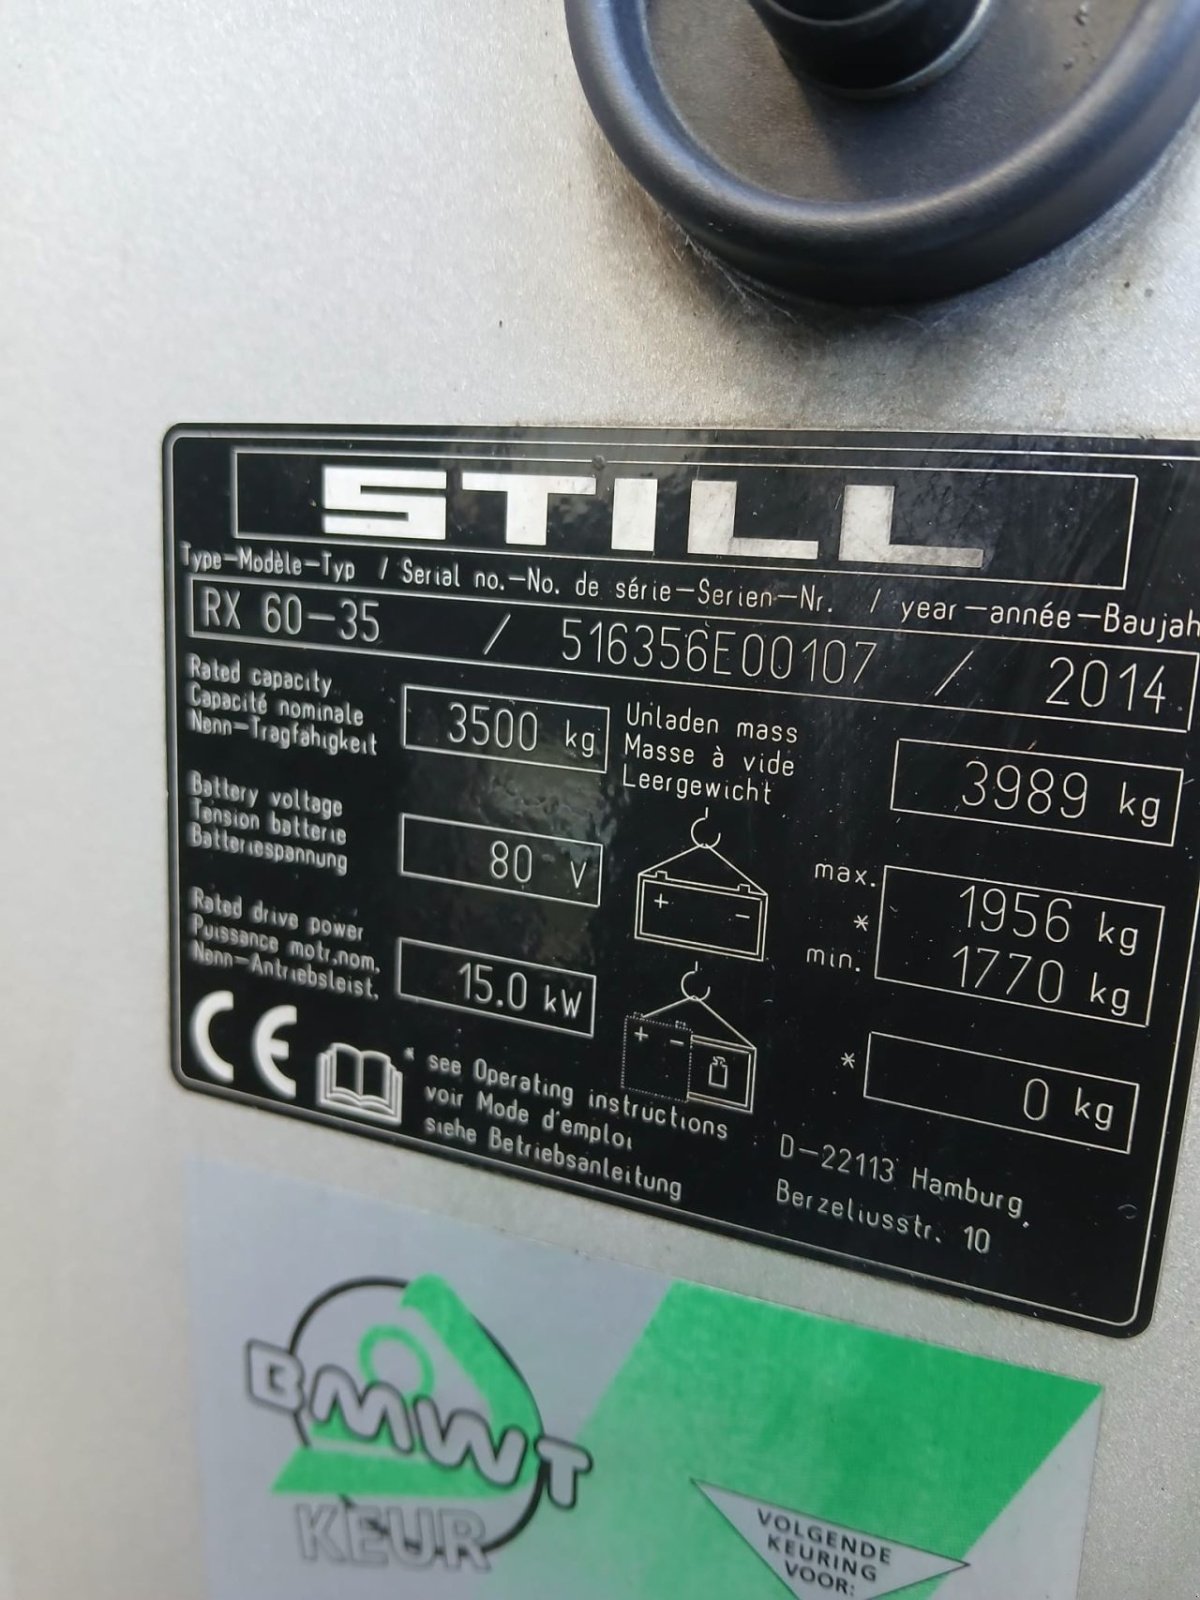 STILL
Type-Modèle-Typ / Serial no.-No. de série-Serien-Nr. / year-année-Baujah
RX 60-35 / 516356E00107 / 2014
Rated capacity
Capacité nominale
Nenn-Tragfähigkeit
3500 kg
Unladen mass
Masse à vide
Leergewicht
3989 kg
Battery voltage
Tension batterie
Batteriespannung
80 V
+ -
max. 1956 kg
*
min. 1770 kg
Rated drive power
Puissance motr.nom.
Nenn-Antriebsleist.
15.0 kW
+ -
* 0 kg
CE
* see Operating instructions
voir Mode d'emploi
siehe Betriebsanleitung
D-22113 Hamburg
Berzeliusstr. 10
BMWT
KEUR
VOLGENDE
KEURING
VOOR: